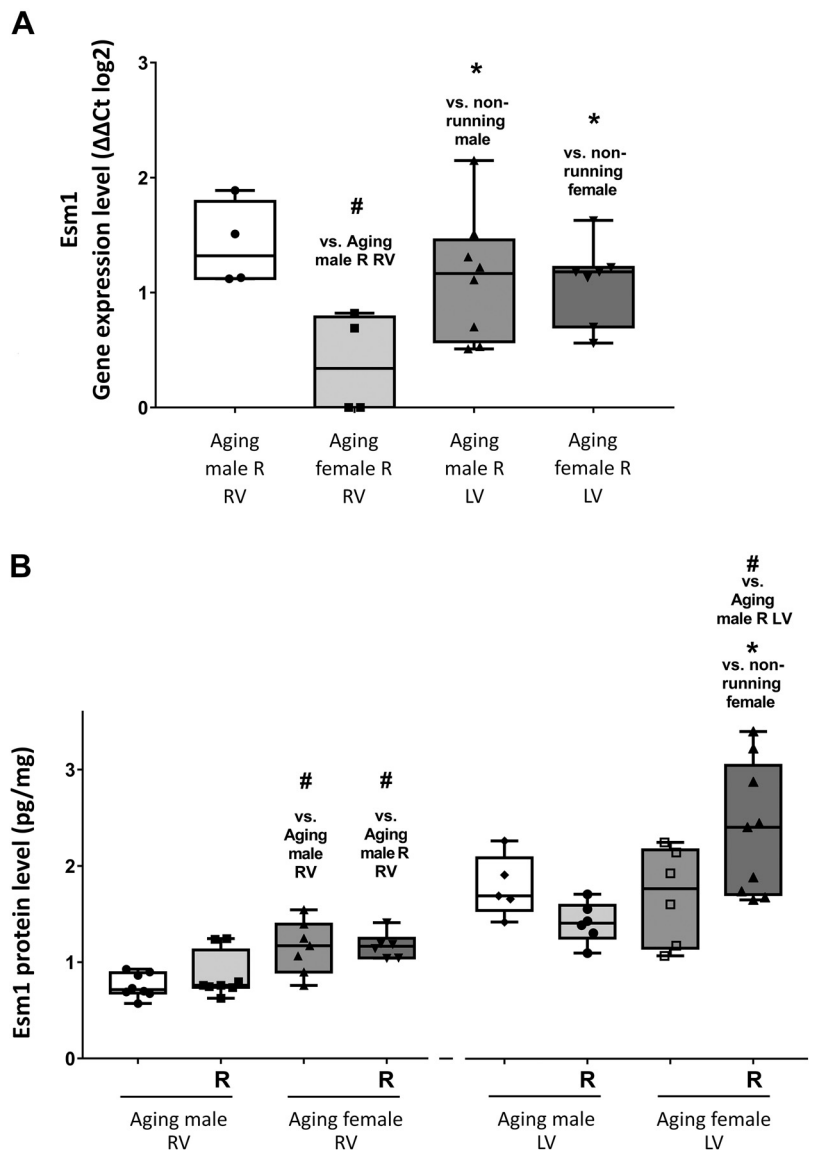 A
Esm1
Gene expression level (ΔΔCt log2)
3
2
1
0
*
vs. non-
running
male
*
vs. non-
running
female
#
vs. Aging
male R RV
Aging
male R
RV
Aging
female R
RV
Aging
male R
LV
Aging
female R
LV
B
Esm1 protein level (pg/mg)
3
2
1
0
#
vs.
Aging
male
RV
#
vs.
Aging
male R
RV
#
vs.
Aging
male R LV
*
vs. non-
running
female
R
R
R
R
Aging male
RV
Aging female
RV
Aging male
LV
Aging female
LV